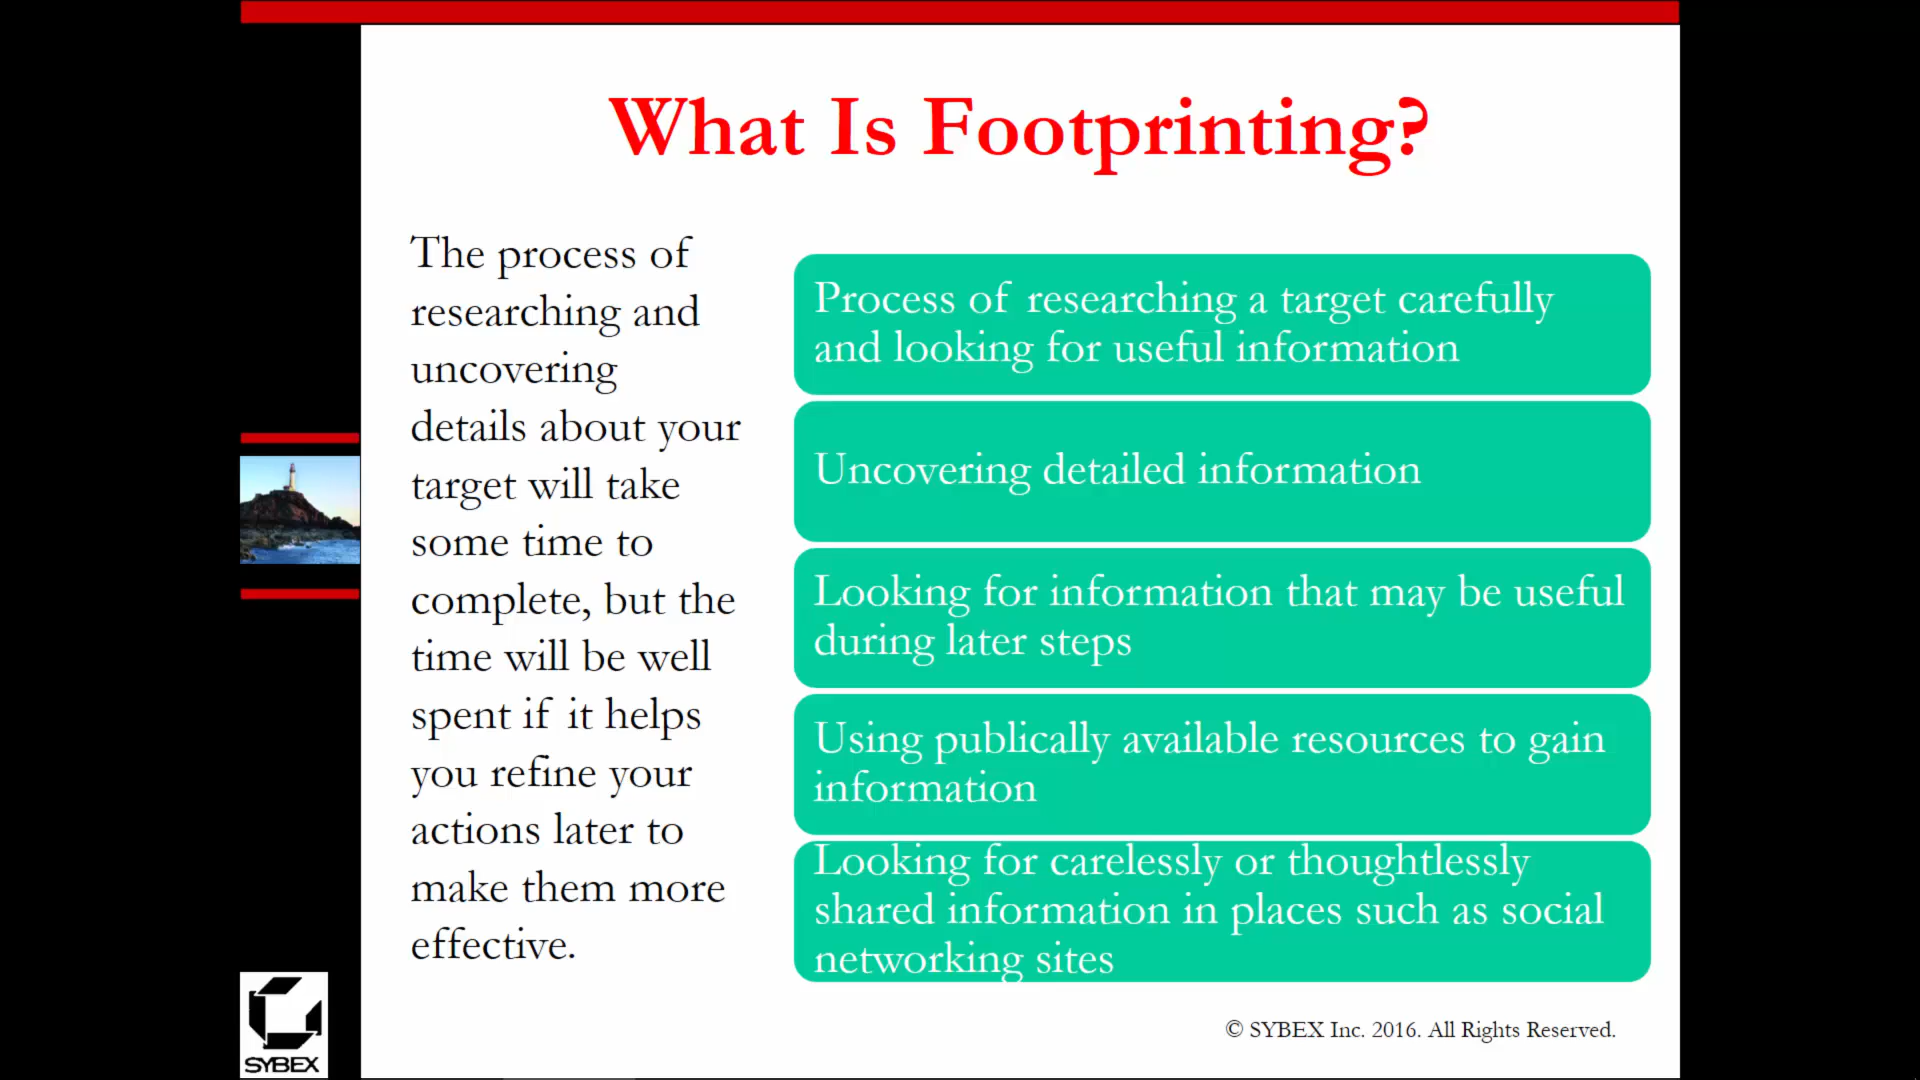 What Is Footprinting?
The process of
researching and
uncovering
details about your
target will take
some time to
complete, but the
time will be well
spent if it helps
you refine your
actions later to
make them more
effective.
Process of researching a target carefully
and looking for useful information
Uncovering detailed information
Looking for information that may be useful
during later steps
Using publically available resources to gain
information
Looking for carelessly or thoughtlessly
shared information in places such as social
networking sites
SYBEX
© SYBEX Inc. 2016. All Rights Reserved.